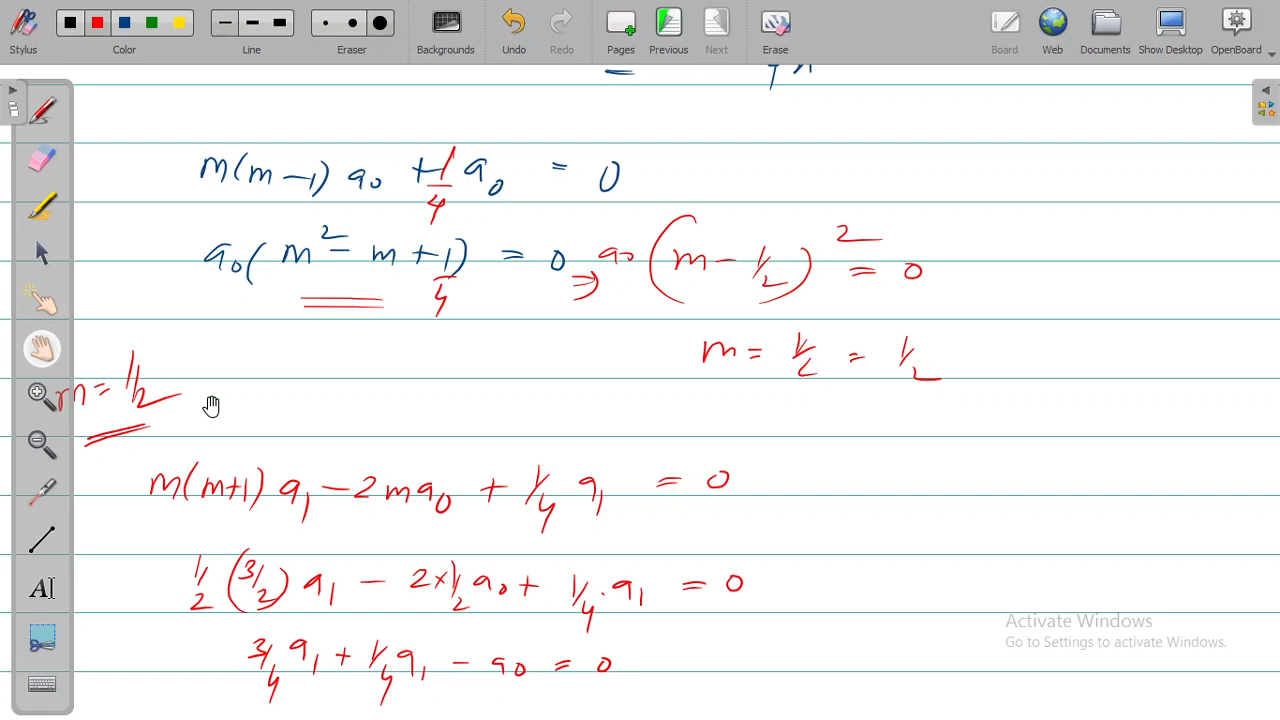 Stylus Color Line Eraser Backgrounds Undo Redo Pages Previous Next Erase Board Web Documents Show Desktop OpenBoard
m(m-1) a₀ + 1/4 a₀ = 0
a₀(m² - m + 1/4) = 0 ⇒ a₀(m - 1/2)² = 0
m = 1/2 = 1/2
m = 1/2
m(m+1) a₁ - 2ma₀ + 1/4 a₁ = 0
1/2 (3/2) a₁ - 2×1/2 a₀ + 1/4 · a₁ = 0
Activate Windows
Go to Settings to activate Windows.
3/4 a₁ + 1/4 a₁ - a₀ = 0